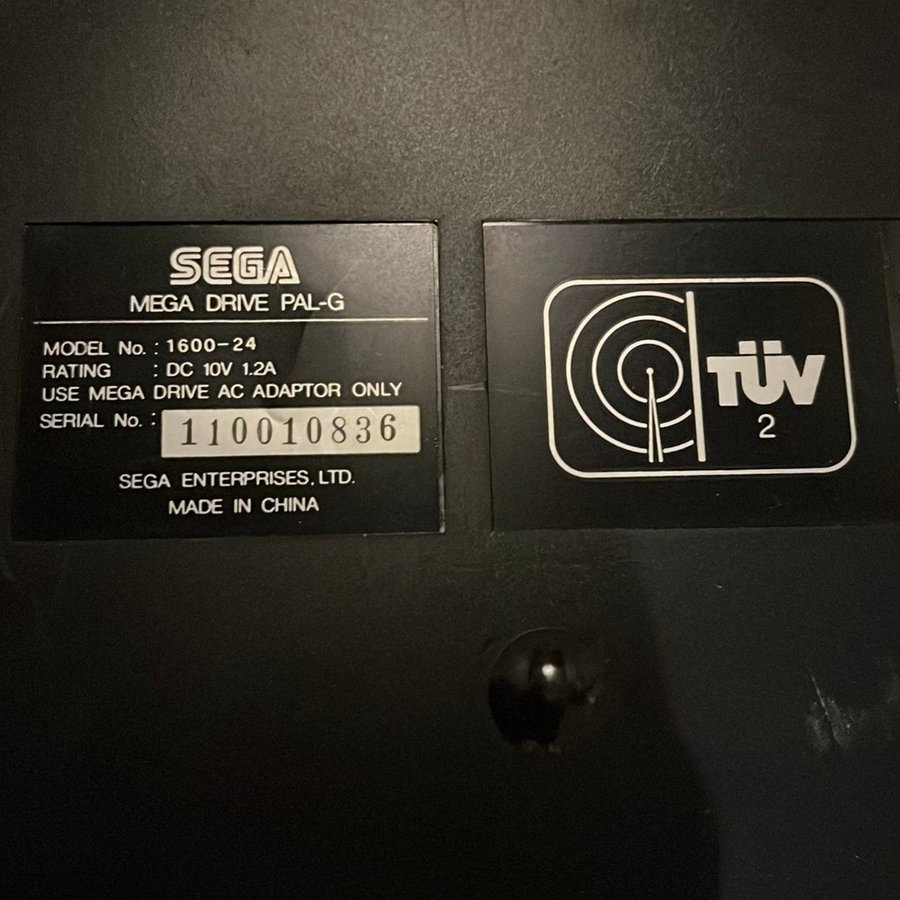 SEGA
MEGA DRIVE PAL-G
MODEL No. : 1600-24
RATING : DC 10V 1.2A
USE MEGA DRIVE AC ADAPTOR ONLY
SERIAL No. : 110010836
SEGA ENTERPRISES, LTD.
MADE IN CHINA
TÜV
2